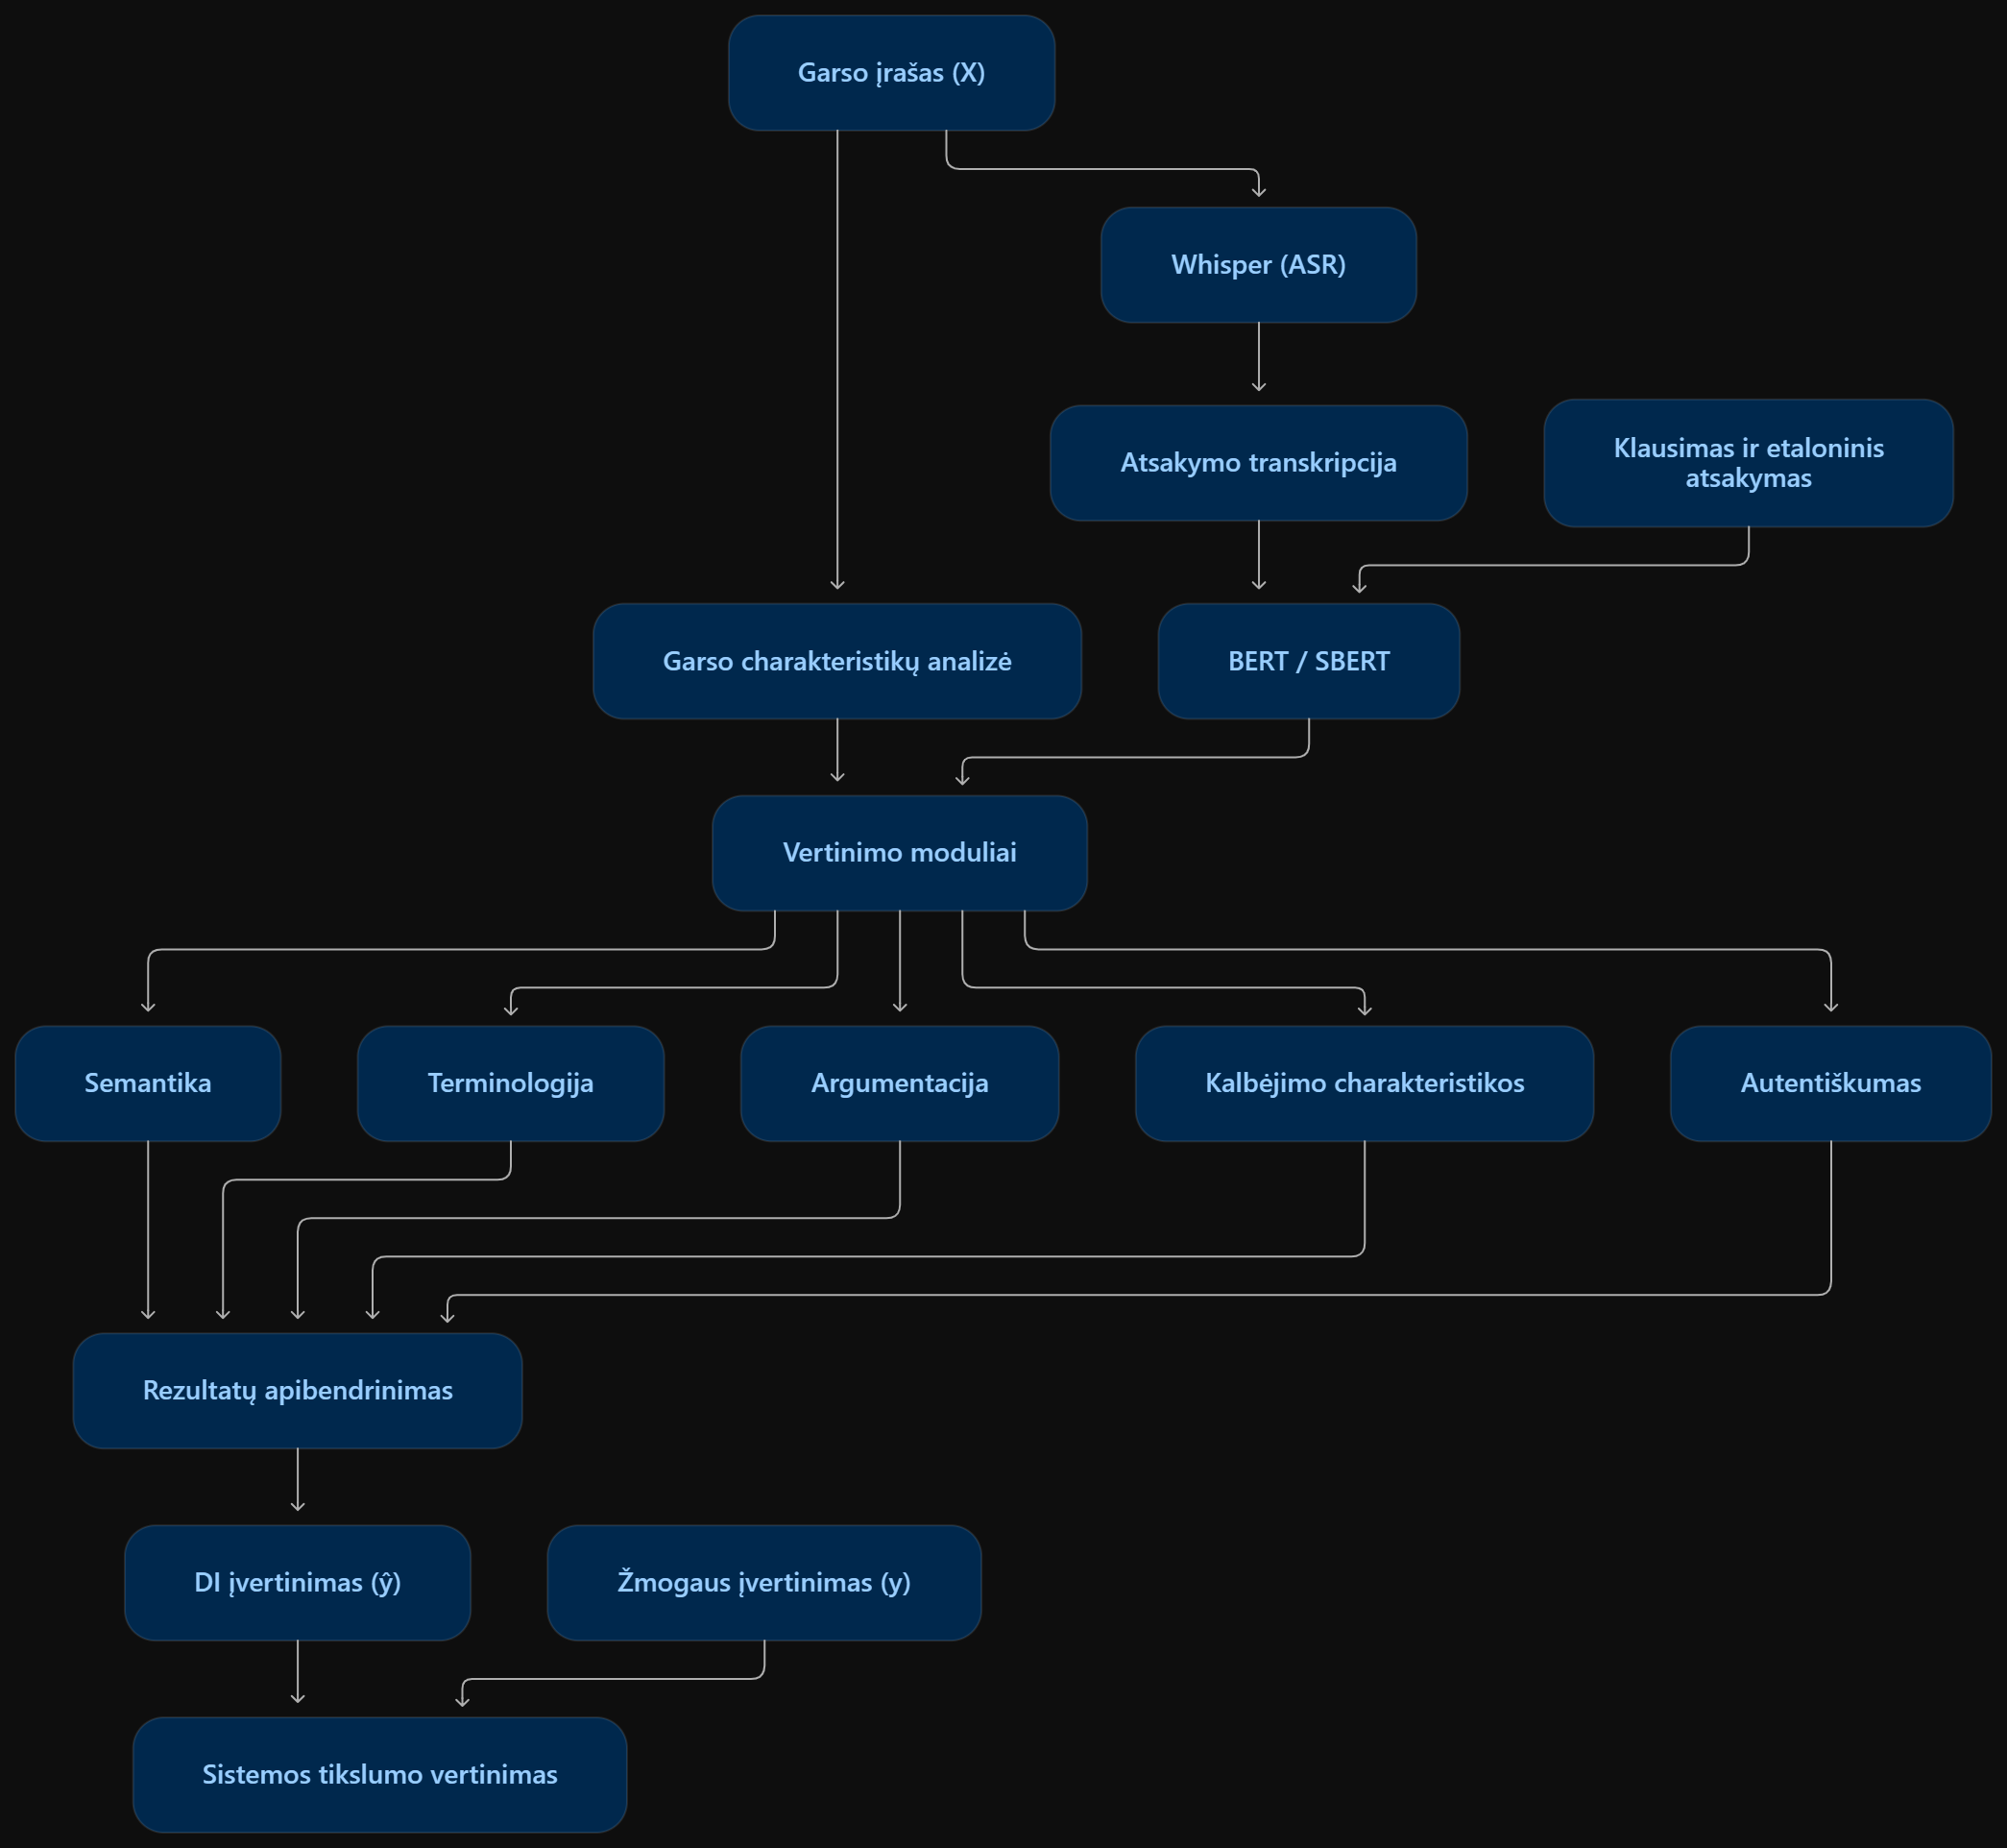 Garso įrašas (X)
Whisper (ASR)
Atsakymo transkripcija
Klausimas ir etaloninis
atsakymas
Garso charakteristikų analizė
BERT / SBERT
Vertinimo moduliai
Semantika
Terminologija
Argumentacija
Kalbėjimo charakteristikos
Autentiškumas
Rezultatų apibendrinimas
DI įvertinimas (ŷ)
Žmogaus įvertinimas (y)
Sistemos tikslumo vertinimas